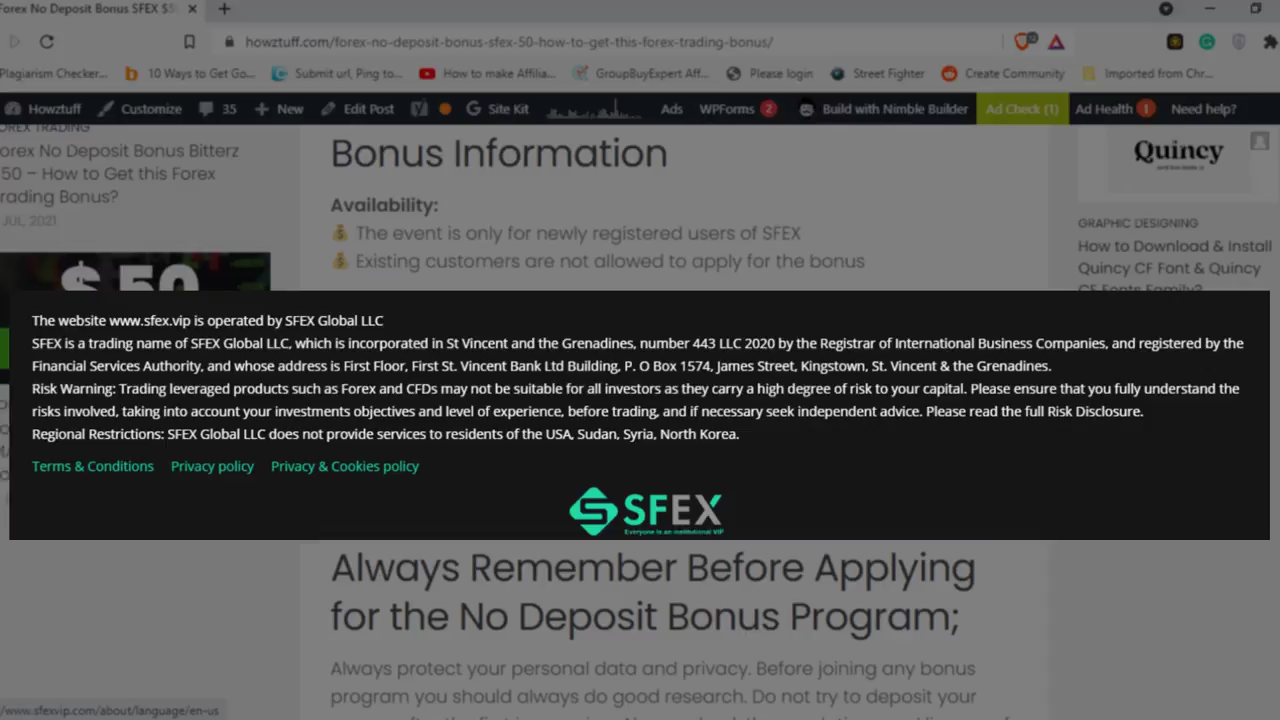 Forex No Deposit Bonus SFEX $5
howztuff.com/forex-no-deposit-bonus-sfex-50-how-to-get-this-forex-trading-bonus/
Plagiarism Checker... 10 Ways to Get Go... Submit url, Ping to... How to make Affilia... GroupBuyExpert Aff... Please login Street Fighter Create Community Imported from Chr...
Howztuff Customize 35 New Edit Post Site Kit Ads WPForms 2 Build with Nimble Builder Ad Check (1) Ad Health 1 Need help?
OREX TRADING
orex No Deposit Bonus Bitterz
50 – How to Get this Forex
rading Bonus?
JUL, 2021
$50
Bonus Information
Availability:
The event is only for newly registered users of SFEX
Existing customers are not allowed to apply for the bonus
Quincy
GRAPHIC DESIGNING
How to Download & Install
Quincy CF Font & Quincy
CF Fonts Family?
The website www.sfex.vip is operated by SFEX Global LLC
SFEX is a trading name of SFEX Global LLC, which is incorporated in St Vincent and the Grenadines, number 443 LLC 2020 by the Registrar of International Business Companies, and registered by the
Financial Services Authority, and whose address is First Floor, First St. Vincent Bank Ltd Building, P. O Box 1574, James Street, Kingstown, St. Vincent & the Grenadines.
Risk Warning: Trading leveraged products such as Forex and CFDs may not be suitable for all investors as they carry a high degree of risk to your capital. Please ensure that you fully understand the
risks involved, taking into account your investments objectives and level of experience, before trading, and if necessary seek independent advice. Please read the full Risk Disclosure.
Regional Restrictions: SFEX Global LLC does not provide services to residents of the USA, Sudan, Syria, North Korea.
Terms & Conditions Privacy policy Privacy & Cookies policy
SFEX
Everyone is an institutional VIP
Always Remember Before Applying
for the No Deposit Bonus Program;
Always protect your personal data and privacy. Before joining any bonus
program you should always do good research. Do not try to deposit your
/www.sfexvip.com/about/language/en-us